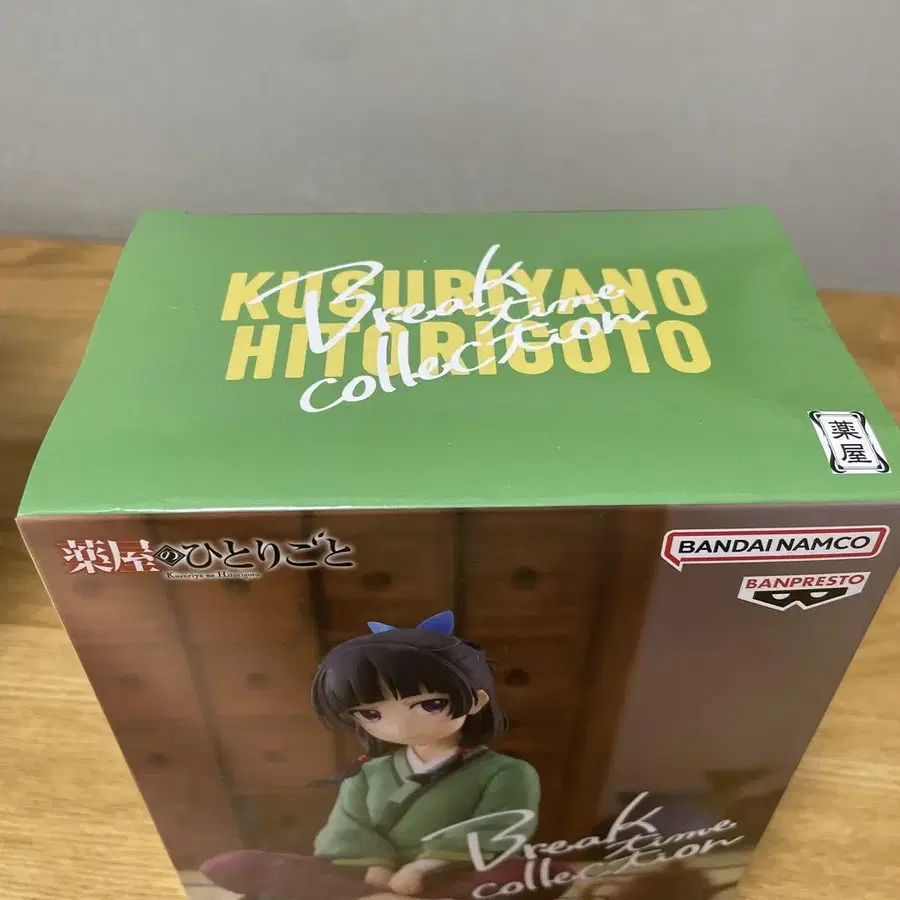 KUSURIYANO
HITORIGOTO
Break
time
collection
薬屋
薬屋のひとりごと
Kusuriya no Hitorigoto
BANDAI NAMCO
BANPRESTO
Break
time
collection